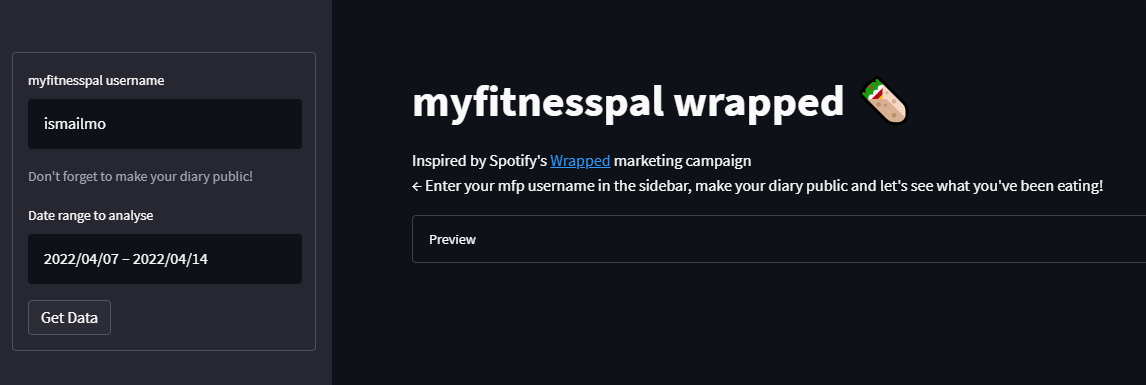 myfitnesspal username
ismailmo
Don't forget to make your diary public!
Date range to analyse
2022/04/07 – 2022/04/14
Get Data
myfitnesspal wrapped 🌯
Inspired by Spotify's Wrapped marketing campaign
← Enter your mfp username in the sidebar, make your diary public and let's see what you've been eating!
Preview